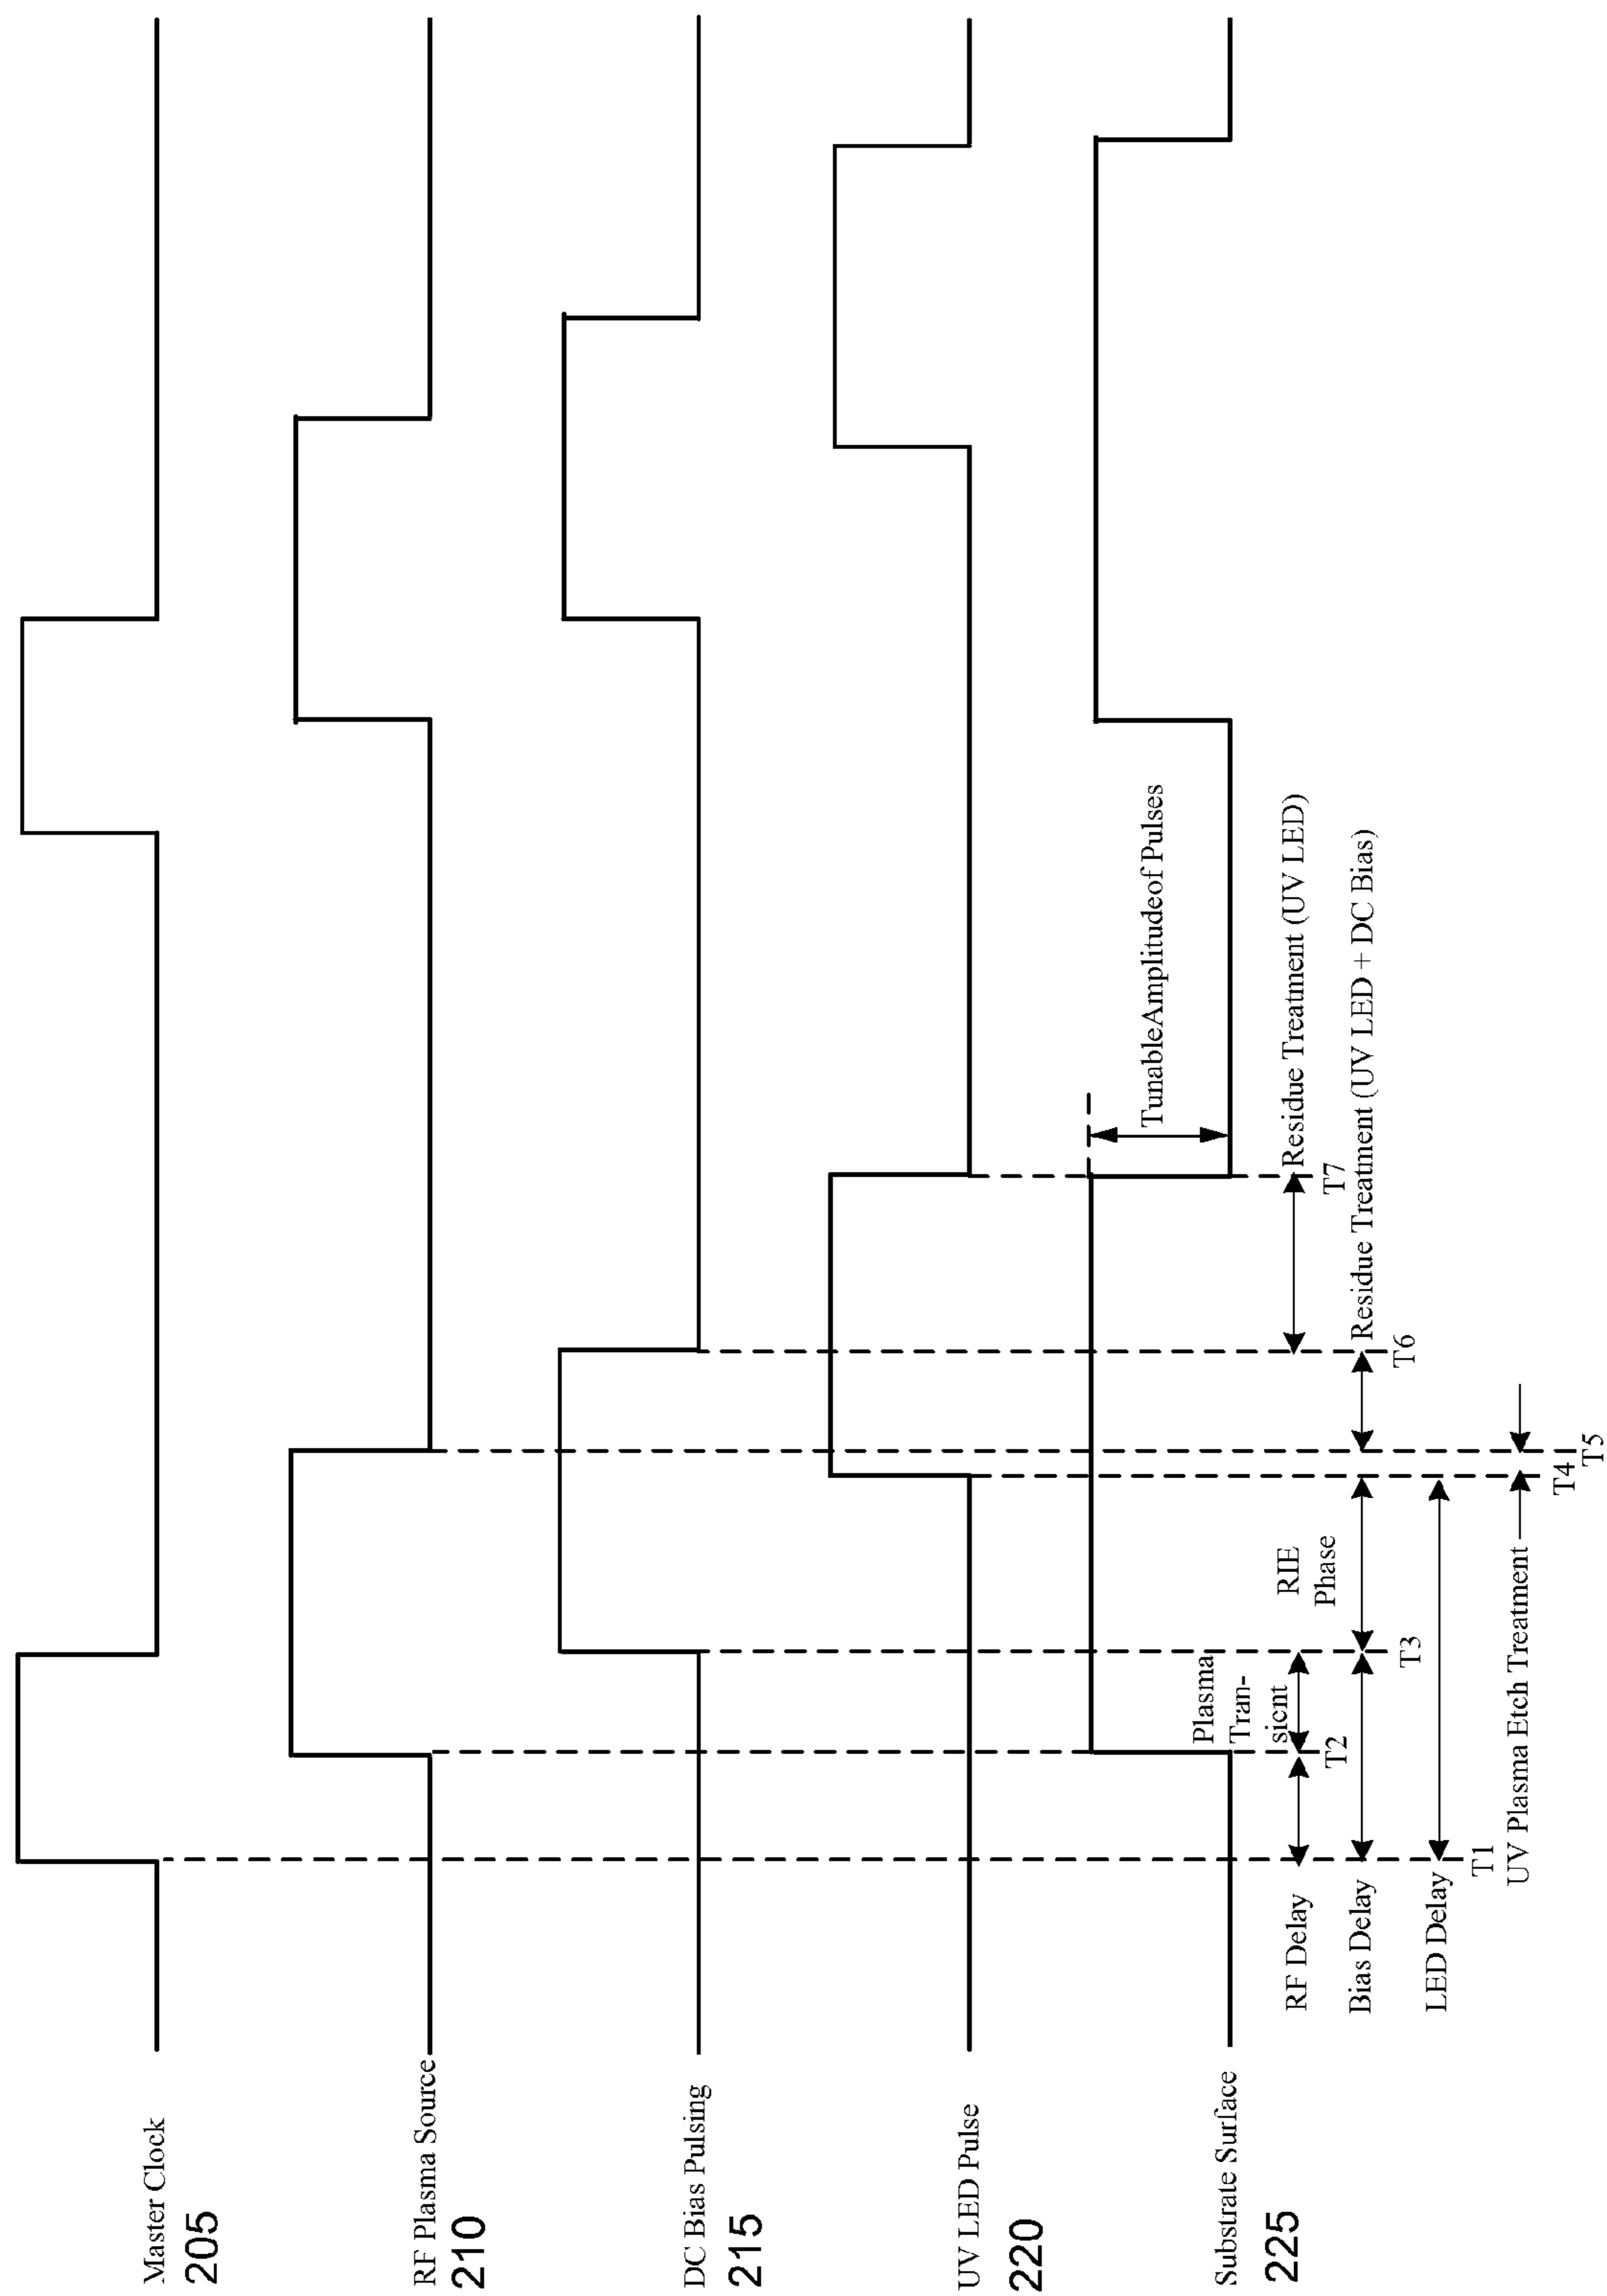 Master Clock
205
RF Plasma Source
210
DC Bias Pulsing
215
UV LED Pulse
220
Substrate Surface
225
TunableAmplitudeof Pulses
Plasma
Tran-
sicnt
RIE
Phase
RF Delay
T2
T7
Residue Treatment (UV LED)
Bias Delay
T3
T6
Residue Treatment (UV LED + DC Bias)
LED Delay
T1
UV Plasma Etch Treatment
T4
T5